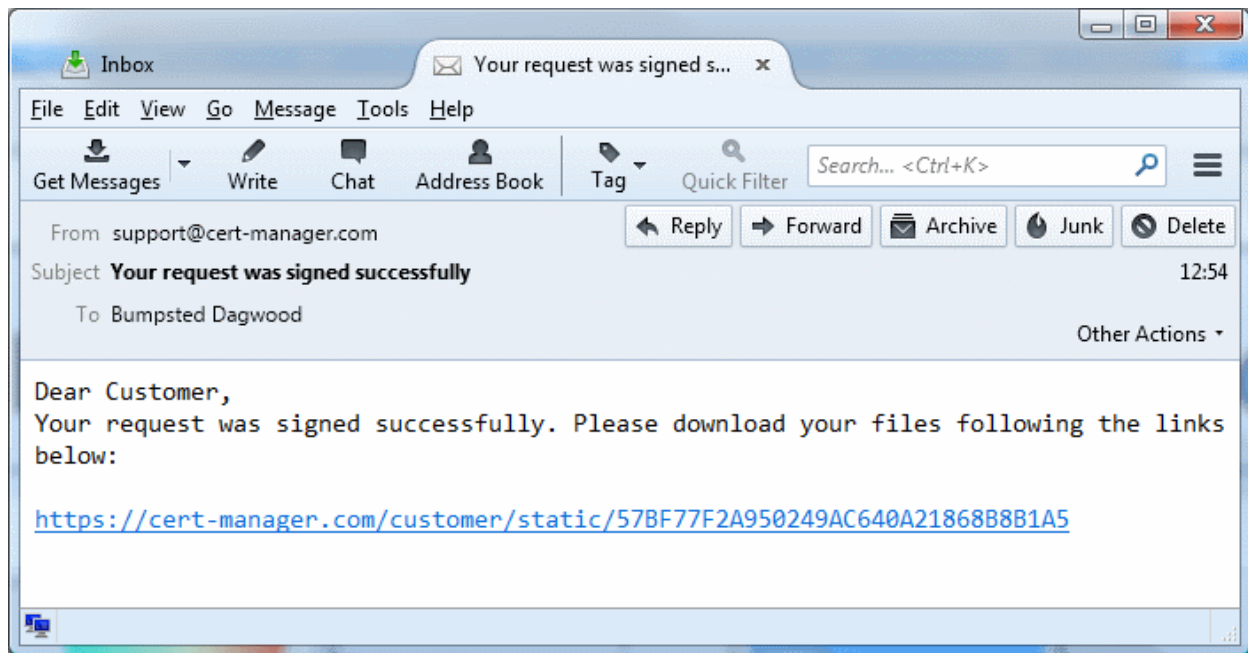 Inbox
Your request was signed s...
File Edit View Go Message Tools Help
Get Messages Write Chat Address Book Tag Quick Filter Search... <Ctrl+K>
From support@cert-manager.com Reply Forward Archive Junk Delete
Subject Your request was signed successfully 12:54
To Bumpsted Dagwood
Other Actions
Dear Customer,
Your request was signed successfully. Please download your files following the links
below:
https://cert-manager.com/customer/static/57BF77F2A950249AC640A21868B8B1A5